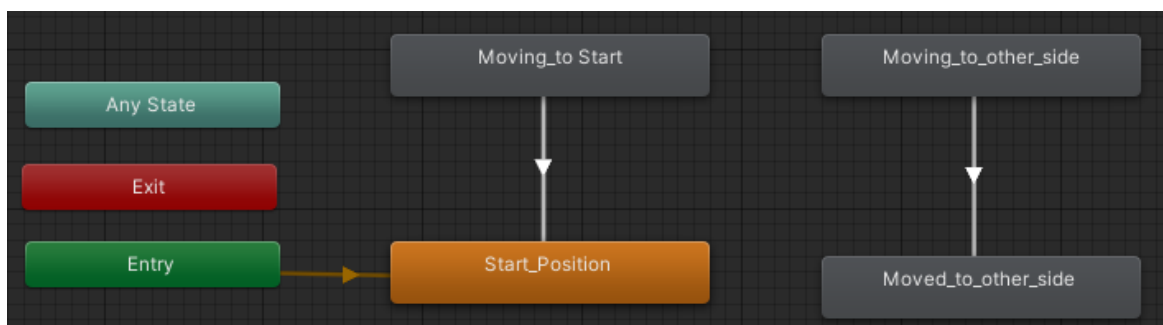 Moving_to Start
Moving_to_other_side
Any State
Exit
Entry
Start_Position
Moved_to_other_side